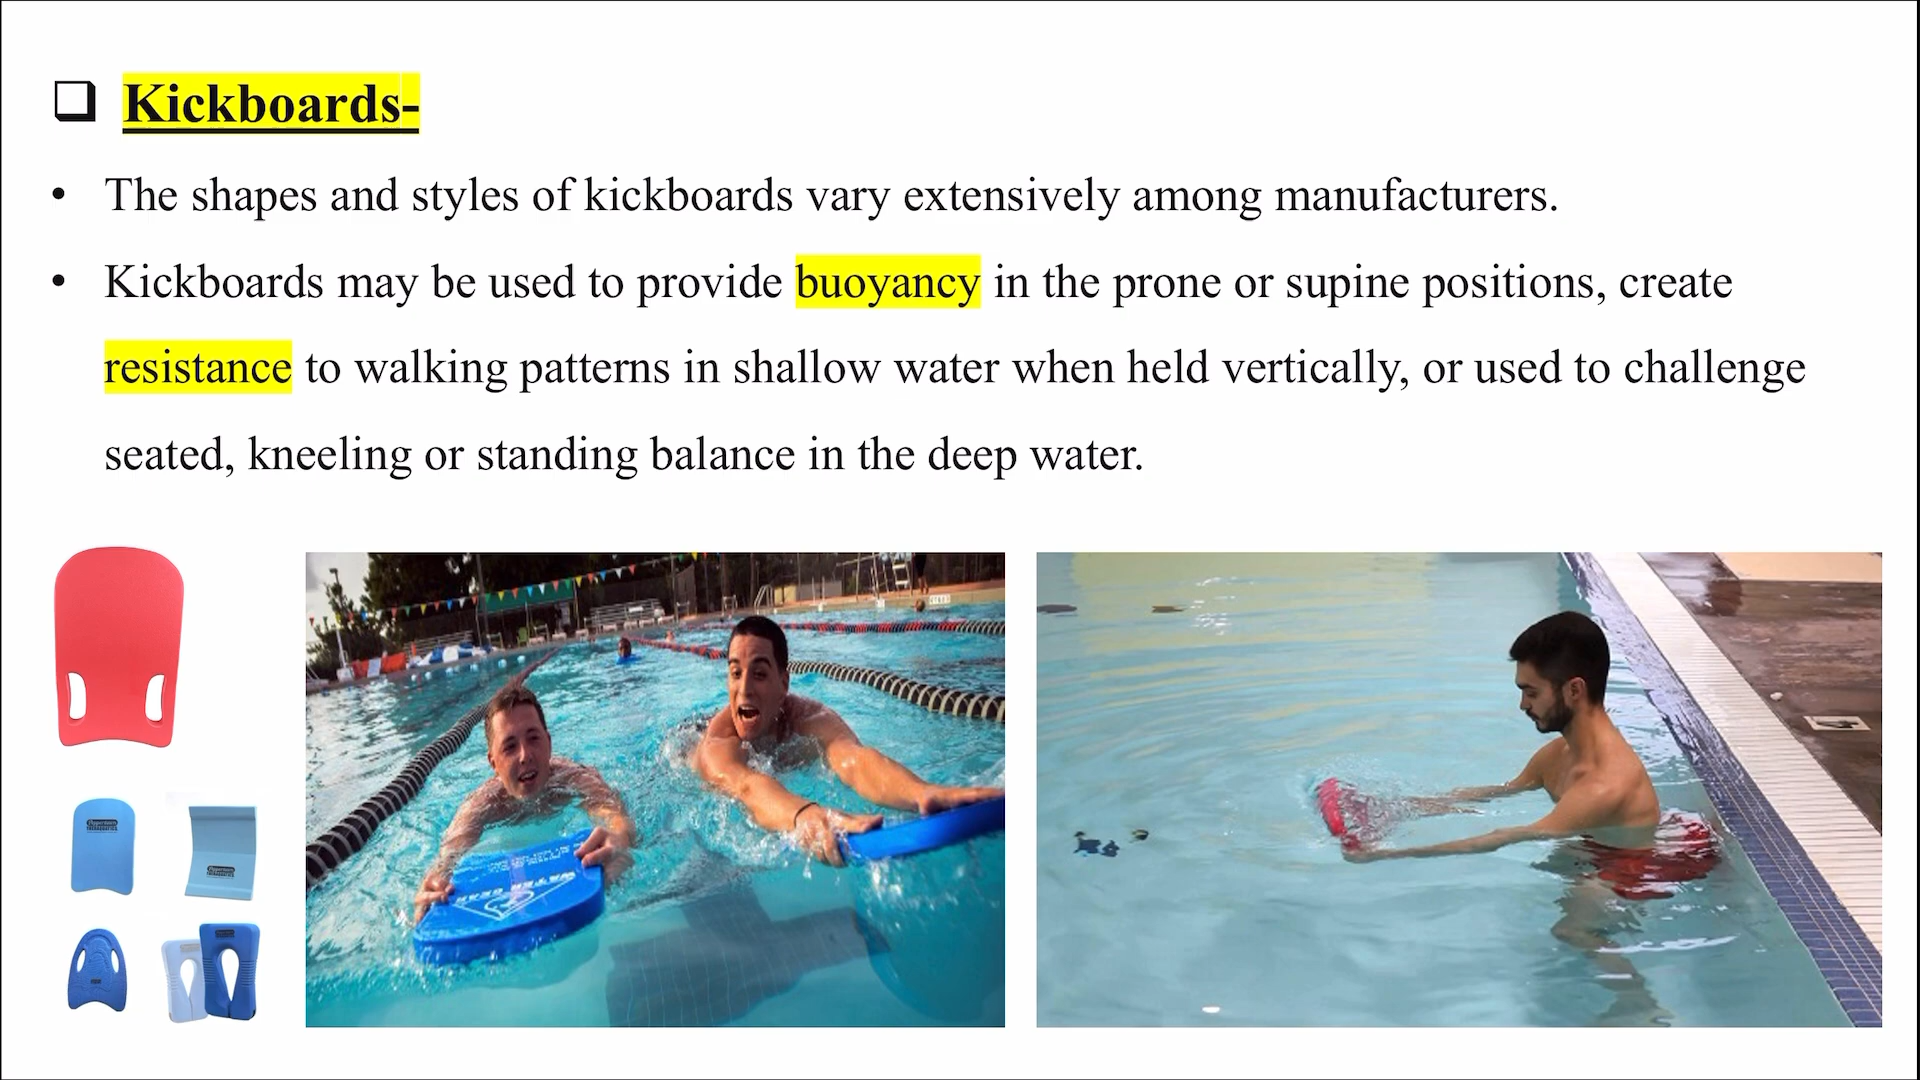 Kickboards-
• The shapes and styles of kickboards vary extensively among manufacturers.
• Kickboards may be used to provide buoyancy in the prone or supine positions, create
resistance to walking patterns in shallow water when held vertically, or used to challenge
seated, kneeling or standing balance in the deep water.
WATER GEAR